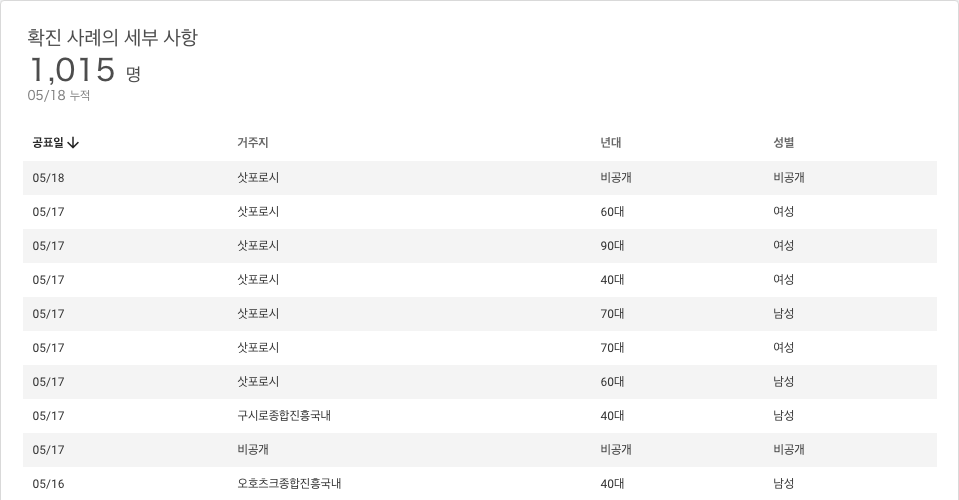 확진 사례의 세부 사항
1,015 명
05/18 누적
공표일 거주지 년대 성별
05/18 삿포로시 비공개 비공개
05/17 삿포로시 60대 여성
05/17 삿포로시 90대 여성
05/17 삿포로시 40대 여성
05/17 삿포로시 70대 남성
05/17 삿포로시 70대 여성
05/17 삿포로시 60대 남성
05/17 구시로종합진흥국내 40대 남성
05/17 비공개 비공개 비공개
05/16 오호츠크종합진흥국내 40대 남성